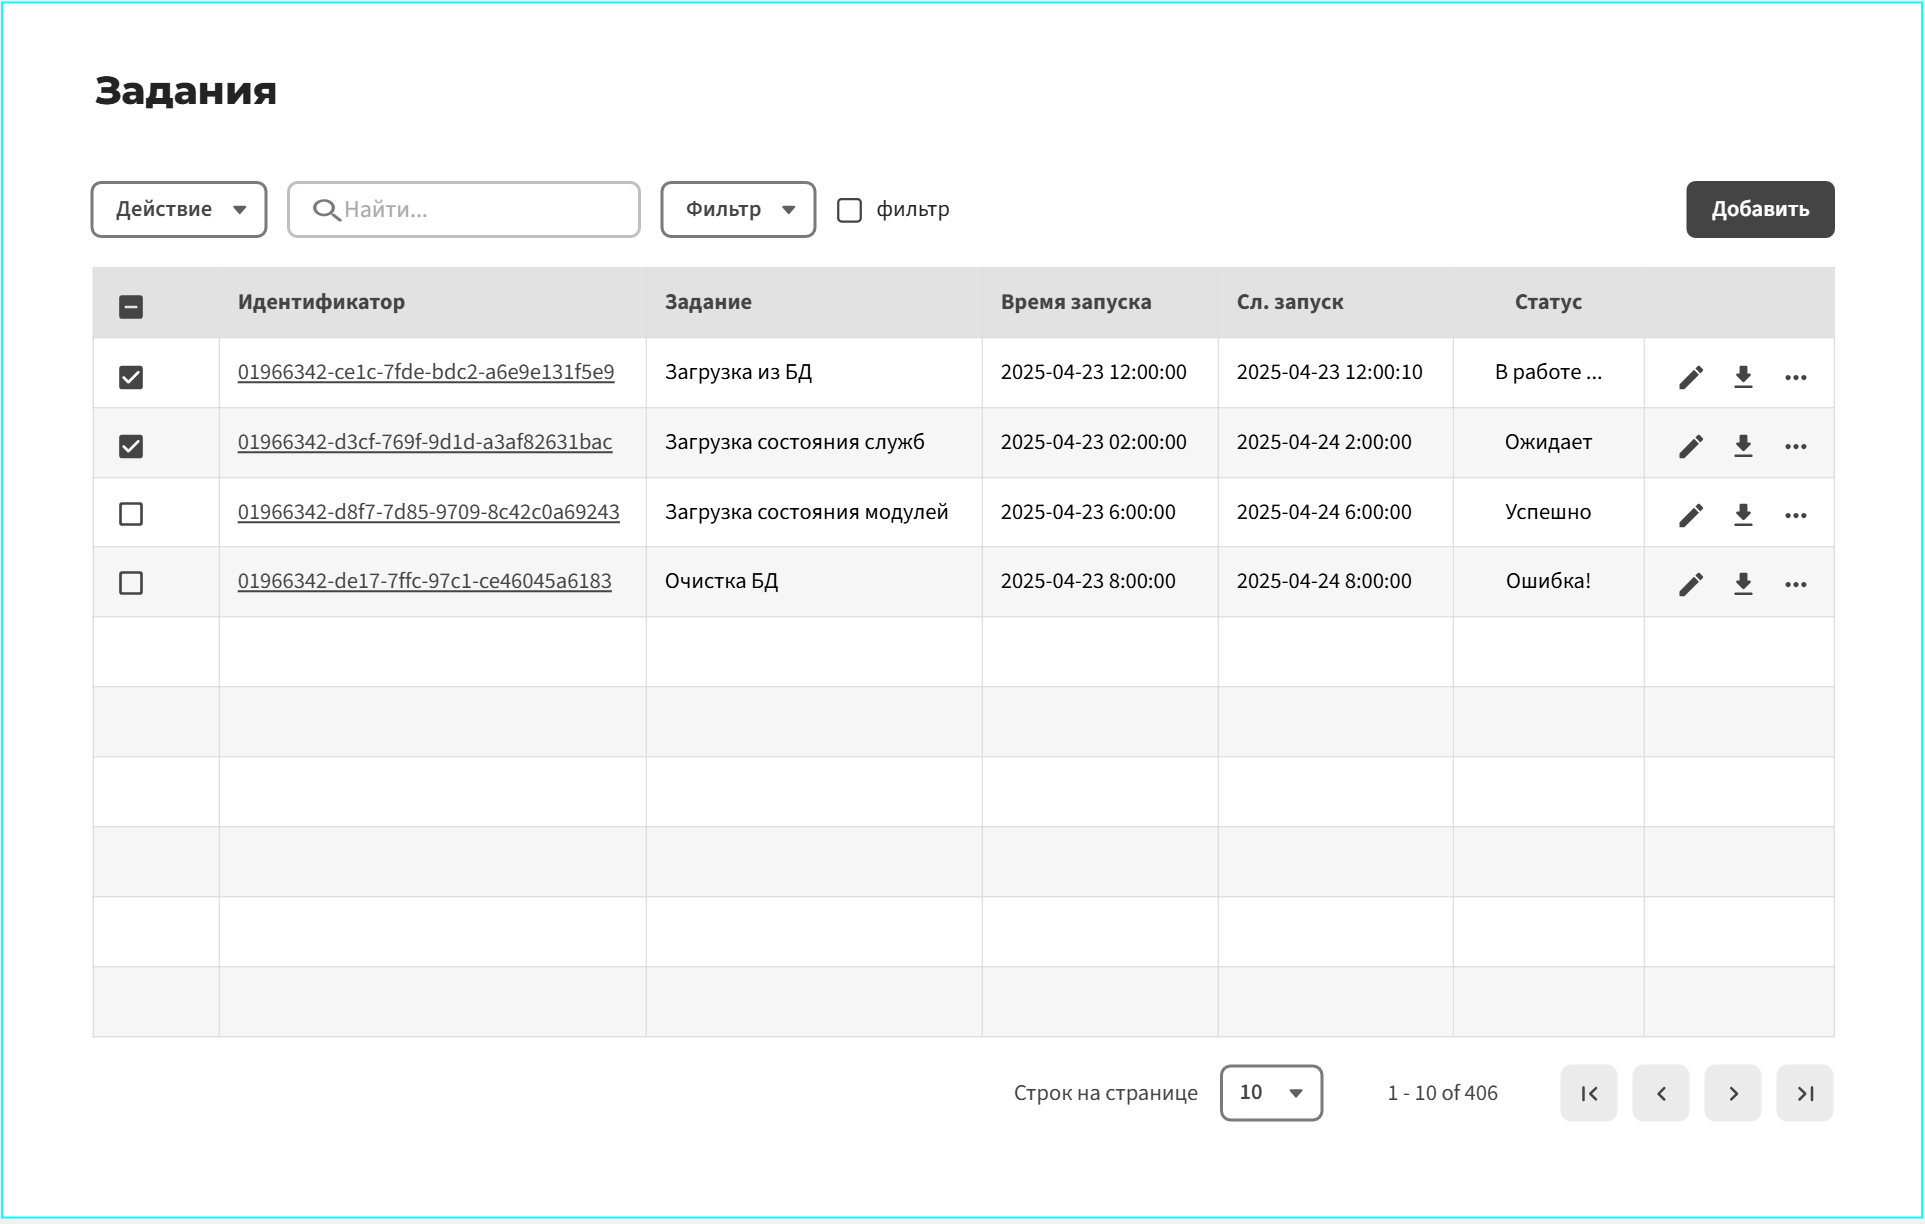 Задания
Действие Найти... Фильтр фильтр Добавить
Идентификатор Задание Время запуска Сл. запуск Статус
01966342-ce1c-7fde-bdc2-a6e9e131f5e9 Загрузка из БД 2025-04-23 12:00:00 2025-04-23 12:00:10 В работе ...
01966342-d3cf-769f-9d1d-a3af82631bac Загрузка состояния служб 2025-04-23 02:00:00 2025-04-24 2:00:00 Ожидает
01966342-d8f7-7d85-9709-8c42c0a69243 Загрузка состояния модулей 2025-04-23 6:00:00 2025-04-24 6:00:00 Успешно
01966342-de17-7ffc-97c1-ce46045a6183 Очистка БД 2025-04-23 8:00:00 2025-04-24 8:00:00 Ошибка!
Строк на странице 10 1 - 10 of 406